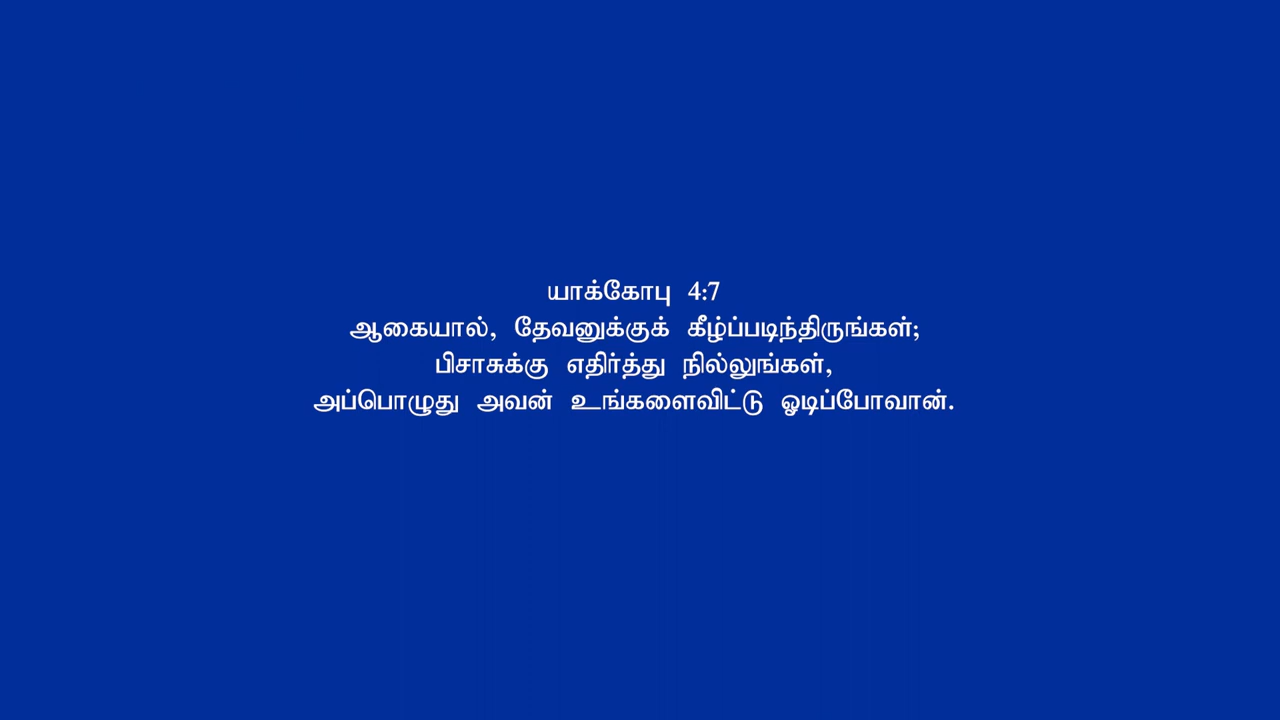 யாக்கோபு 4:7
ஆகையால், தேவனுக்குக் கீழ்ப்படிந்திருங்கள்;
பிசாசுக்கு எதிர்த்து நில்லுங்கள்,
அப்பொழுது அவன் உங்களைவிட்டு ஓடிப்போவான்.